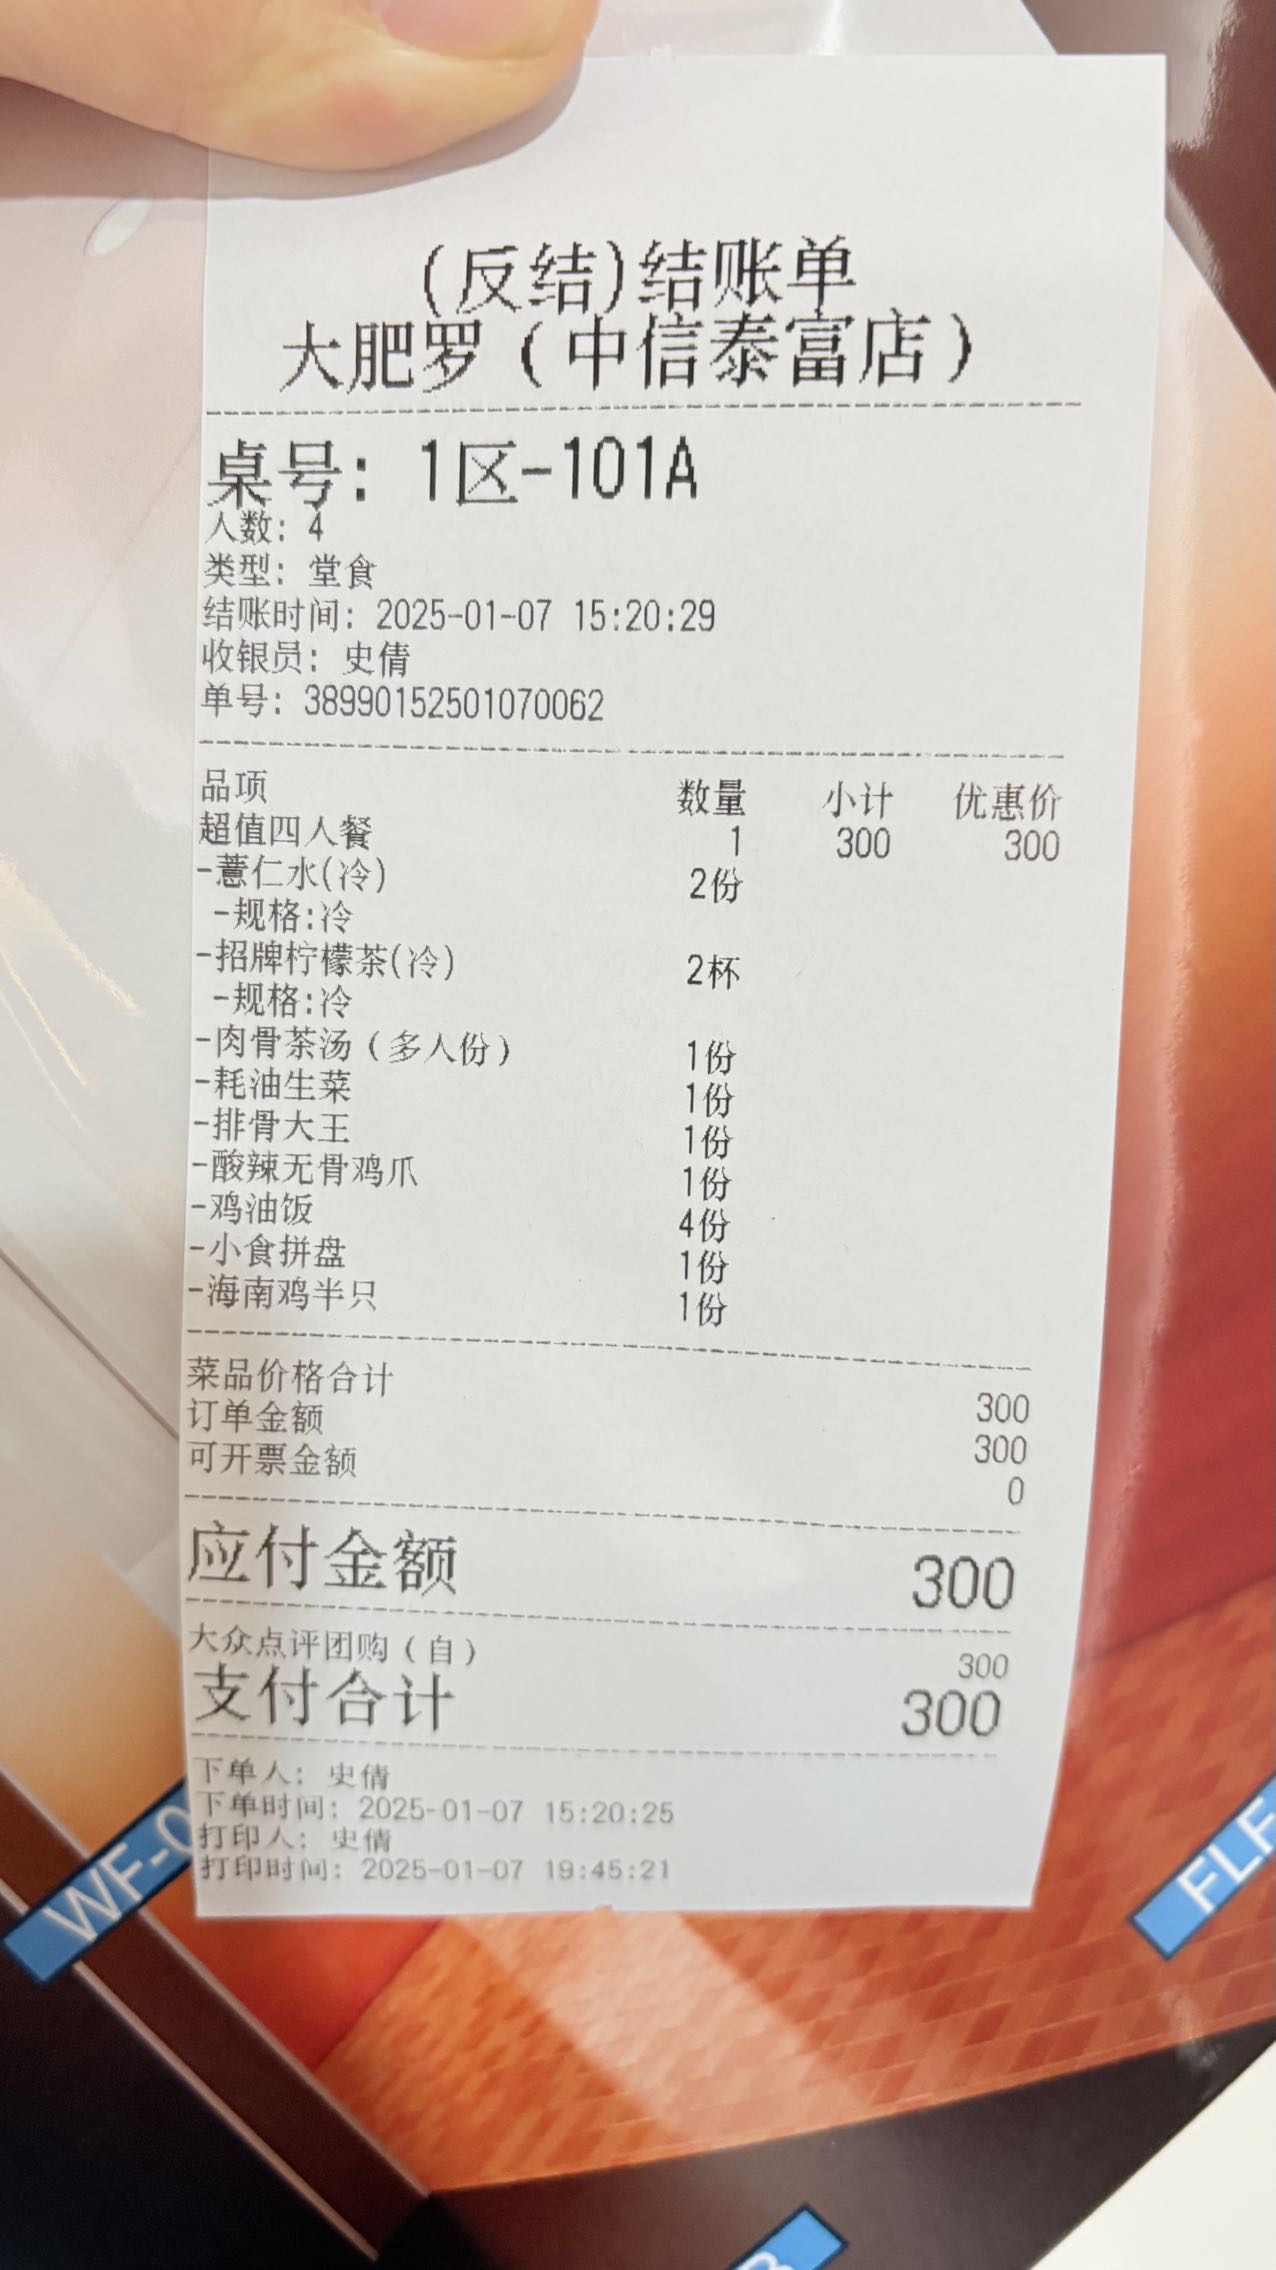 (反结)结账单
大肥罗（中信泰富店）
桌号: 1区-101A
人数: 4
类型: 堂食
结账时间: 2025-01-07 15:20:29
收银员: 史倩
单号: 38990152501070062
品项 数量 小计 优惠价
超值四人餐 1 300 300
-薏仁水(冷) 2份
-规格:冷
-招牌柠檬茶(冷) 2杯
-规格:冷
-肉骨茶汤（多人份） 1份
-耗油生菜 1份
-排骨大王 1份
-酸辣无骨鸡爪 1份
-鸡油饭 4份
-小食拼盘 1份
-海南鸡半只 1份
菜品价格合计 300
订单金额 300
可开票金额 0
应付金额 300
大众点评团购（自） 300
支付合计 300
下单人: 史倩
下单时间: 2025-01-07 15:20:25
打印人: 史倩
打印时间: 2025-01-07 19:45:21